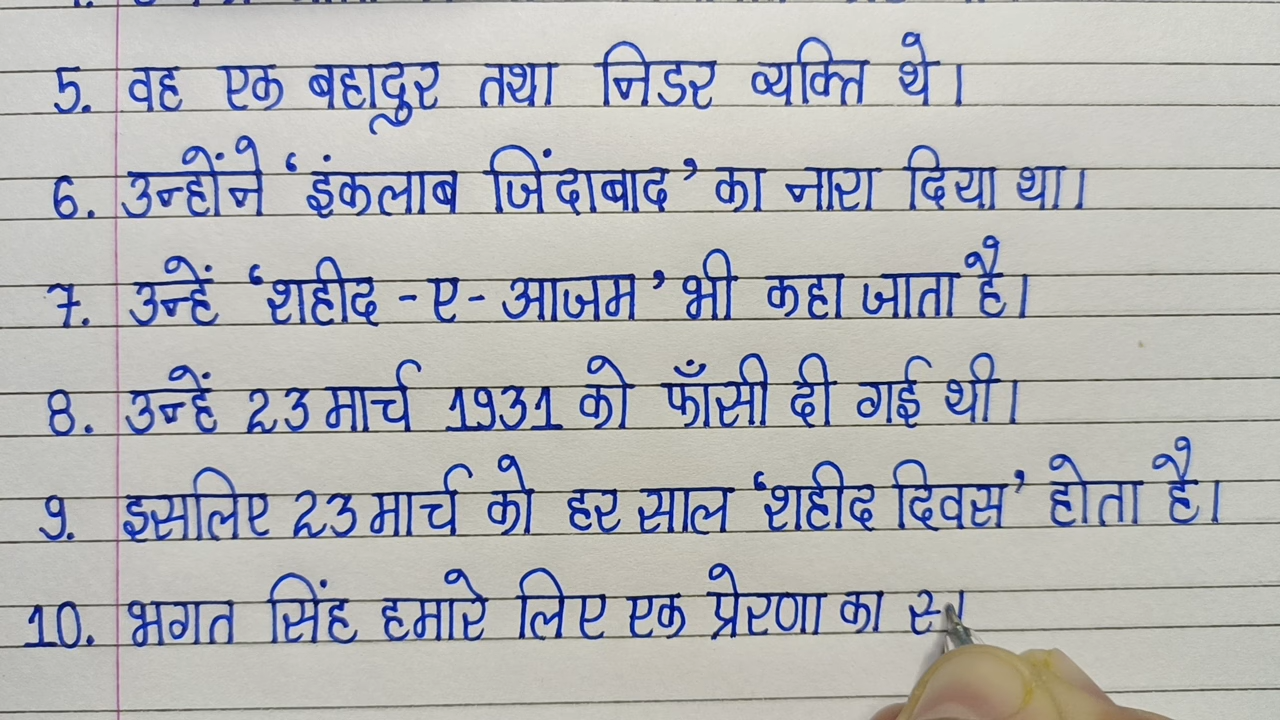 5. वह एक बहादुर तथा निडर व्यक्ति थे।
6. उन्होंने ‘इंकलाब जिंदाबाद’ का नारा दिया था।
7. उन्हें ‘शहीद-ए-आजम’ भी कहा जाता है।
8. उन्हें 23 मार्च 1931 को फाँसी दी गई थी।
9. इसलिए 23 मार्च को हर साल ‘शहीद दिवस’ होता है।
10. भगत सिंह हमारे लिए एक प्रेरणा का